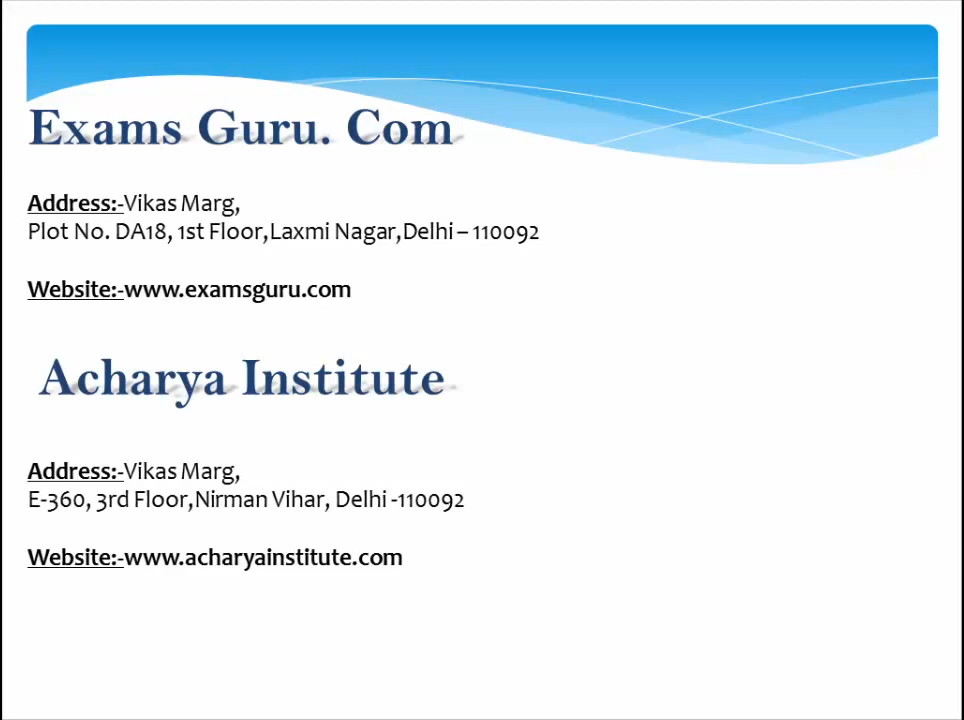 Exams Guru. Com
Address:-Vikas Marg,
Plot No. DA18, 1st Floor,Laxmi Nagar,Delhi – 110092
Website:-www.examsguru.com
Acharya Institute
Address:-Vikas Marg,
E-360, 3rd Floor,Nirman Vihar, Delhi -110092
Website:-www.acharyainstitute.com